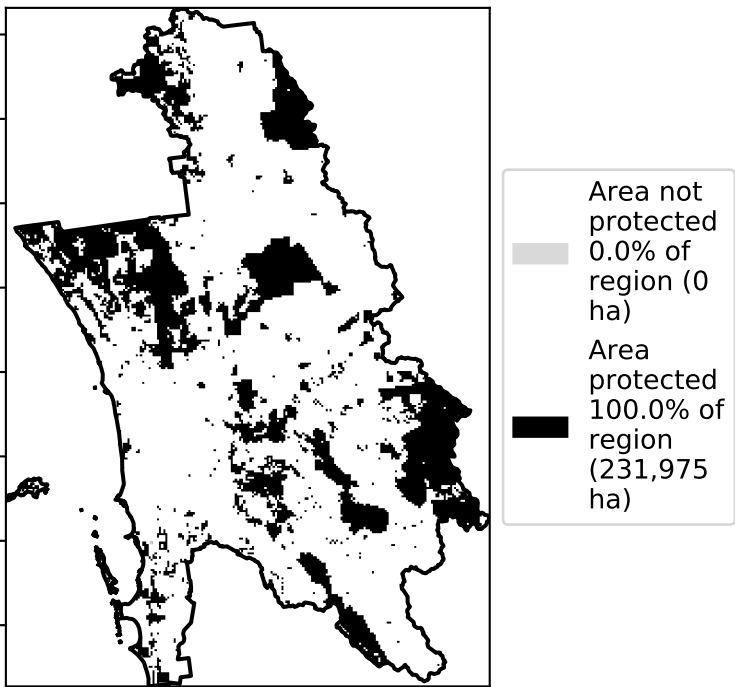 Area not
protected
0.0% of
region (0
ha)
Area
protected
100.0% of
region
(231,975
ha)